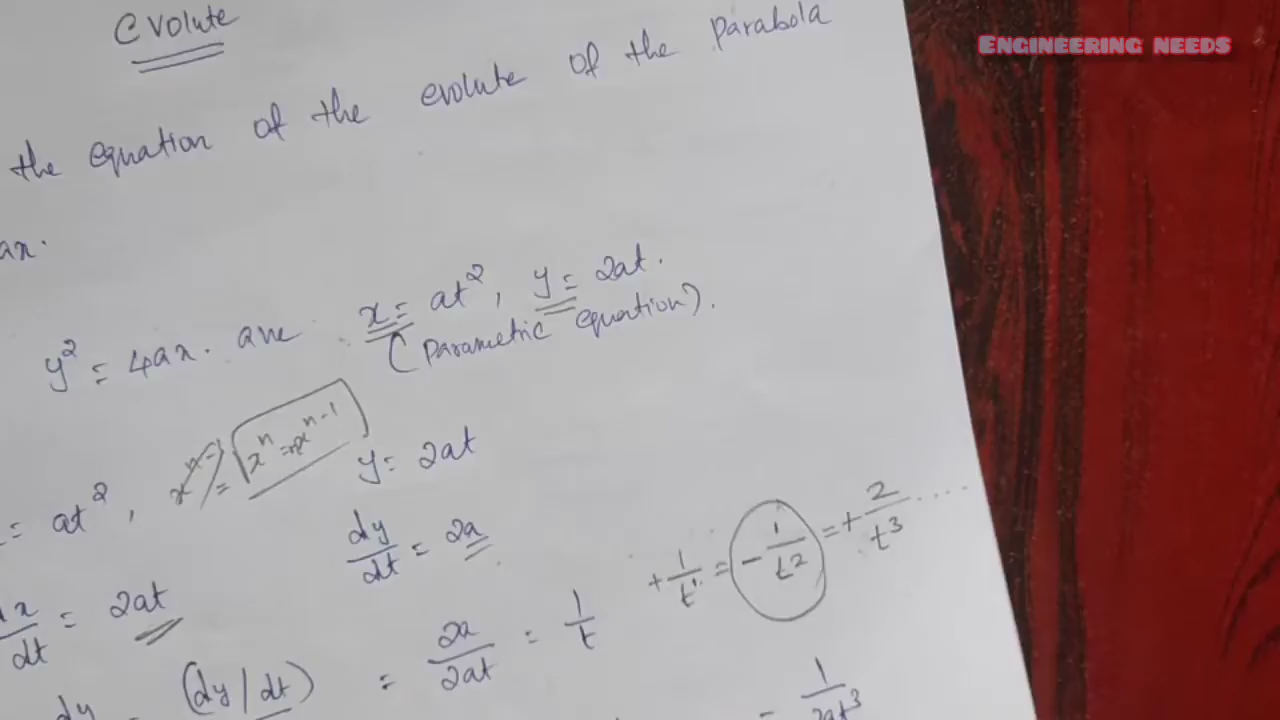 Evolute
ENGINEERING NEEDS
the equation of the evolute of the parabola
ax.
y² = 4ax. are x = at², y = 2at.
(parametric equation).
xⁿ = nxⁿ⁻¹
= at², y = 2at
dy/dt = 2a
+ 1/t¹ = - 1/t² = + 2/t³ ....
dx/dt = 2at
dy = (dy/dt) = 2a/2at = 1/t
- 1/2at³